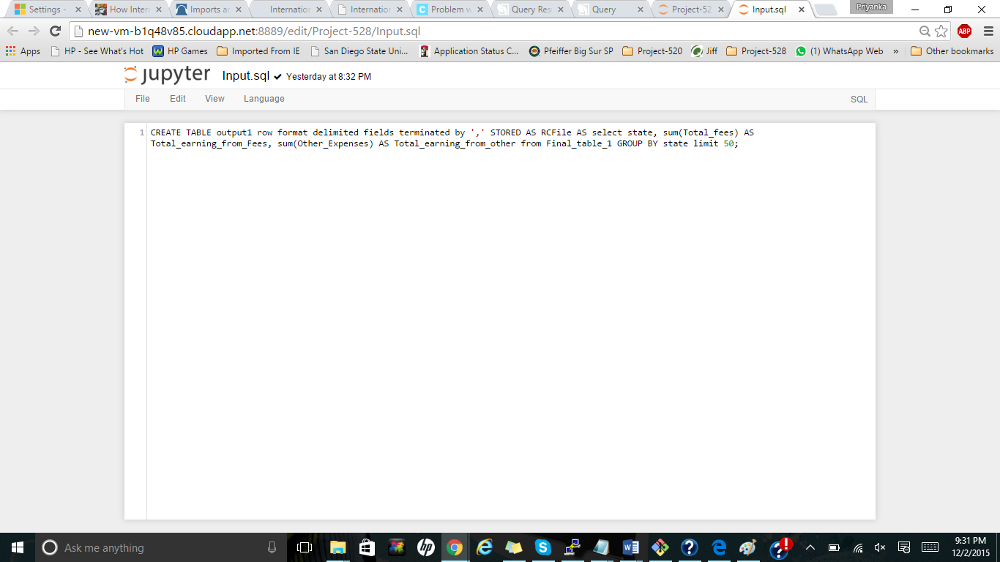 Settings -
How Inter
Imports a
Internation
Internation
Problem w
Query Res
Query
Project-52
Input.sql
Priyanka
new-vm-b1q48v85.cloudapp.net:8889/edit/Project-528/Input.sql
ABP
Apps
HP - See What's Hot
HP Games
Imported From IE
San Diego State Uni...
Application Status C...
Pfeiffer Big Sur SP
Project-520
Jiff
Project-528
(1) WhatsApp Web
»
Other bookmarks
jupyter Input.sql ✔ Yesterday at 8:32 PM
File Edit View Language SQL
1 CREATE TABLE output1 row format delimited fields terminated by ',' STORED AS RCFile AS select state, sum(Total_fees) AS
Total_earning_from_Fees, sum(Other_Expenses) AS Total_earning_from_other from Final_table_1 GROUP BY state limit 50;
Ask me anything
9:31 PM
12/2/2015